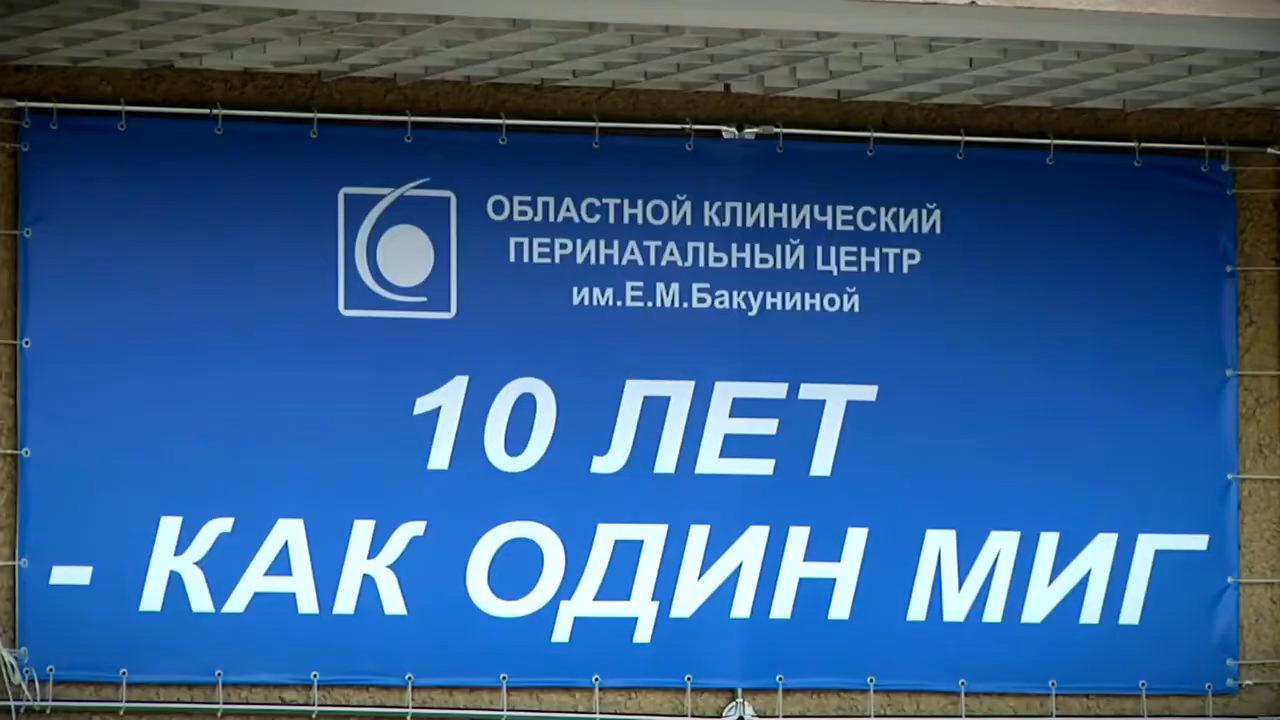 ОБЛАСТНОЙ КЛИНИЧЕСКИЙ
ПЕРИНАТАЛЬНЫЙ ЦЕНТР
им.Е.М.Бакуниной
10 ЛЕТ
- КАК ОДИН МИГ